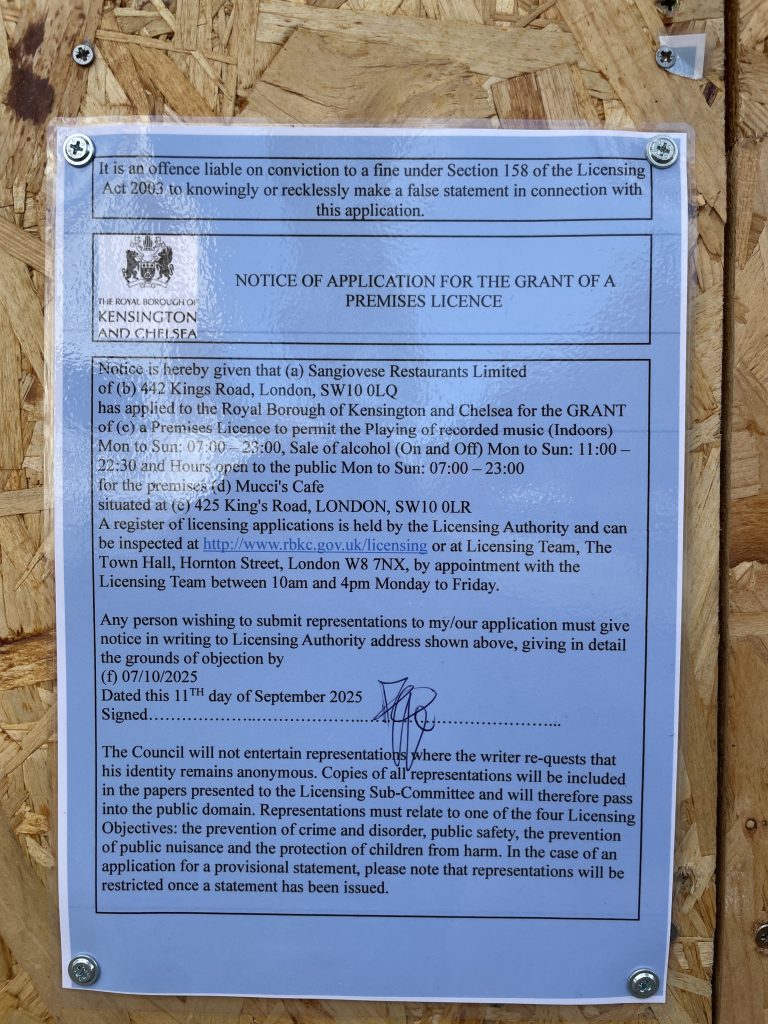 It is an offence liable on conviction to a fine under Section 158 of the Licensing
Act 2003 to knowingly or recklessly make a false statement in connection with
this application.
THE ROYAL BOROUGH OF
KENSINGTON
AND CHELSEA
NOTICE OF APPLICATION FOR THE GRANT OF A
PREMISES LICENCE
Notice is hereby given that (a) Sangiovese Restaurants Limited
of (b) 442 Kings Road, London, SW10 0LQ
has applied to the Royal Borough of Kensington and Chelsea for the GRANT
of (c) a Premises Licence to permit the Playing of recorded music (Indoors)
Mon to Sun: 07:00 – 23:00, Sale of alcohol (On and Off) Mon to Sun: 11:00 –
22:30 and Hours open to the public Mon to Sun: 07:00 – 23:00
for the premises (d) Mucci's Cafe
situated at (e) 425 King's Road, LONDON, SW10 0LR
A register of licensing applications is held by the Licensing Authority and can
be inspected at http://www.rbkc.gov.uk/licensing or at Licensing Team, The
Town Hall, Hornton Street, London W8 7NX, by appointment with the
Licensing Team between 10am and 4pm Monday to Friday.
Any person wishing to submit representations to my/our application must give
notice in writing to Licensing Authority address shown above, giving in detail
the grounds of objection by
(f) 07/10/2025
Dated this 11TH day of September 2025
Signed…………………………………………………………..
The Council will not entertain representations where the writer re-quests that
his identity remains anonymous. Copies of all representations will be included
in the papers presented to the Licensing Sub-Committee and will therefore pass
into the public domain. Representations must relate to one of the four Licensing
Objectives: the prevention of crime and disorder, public safety, the prevention
of public nuisance and the protection of children from harm. In the case of an
application for a provisional statement, please note that representations will be
restricted once a statement has been issued.